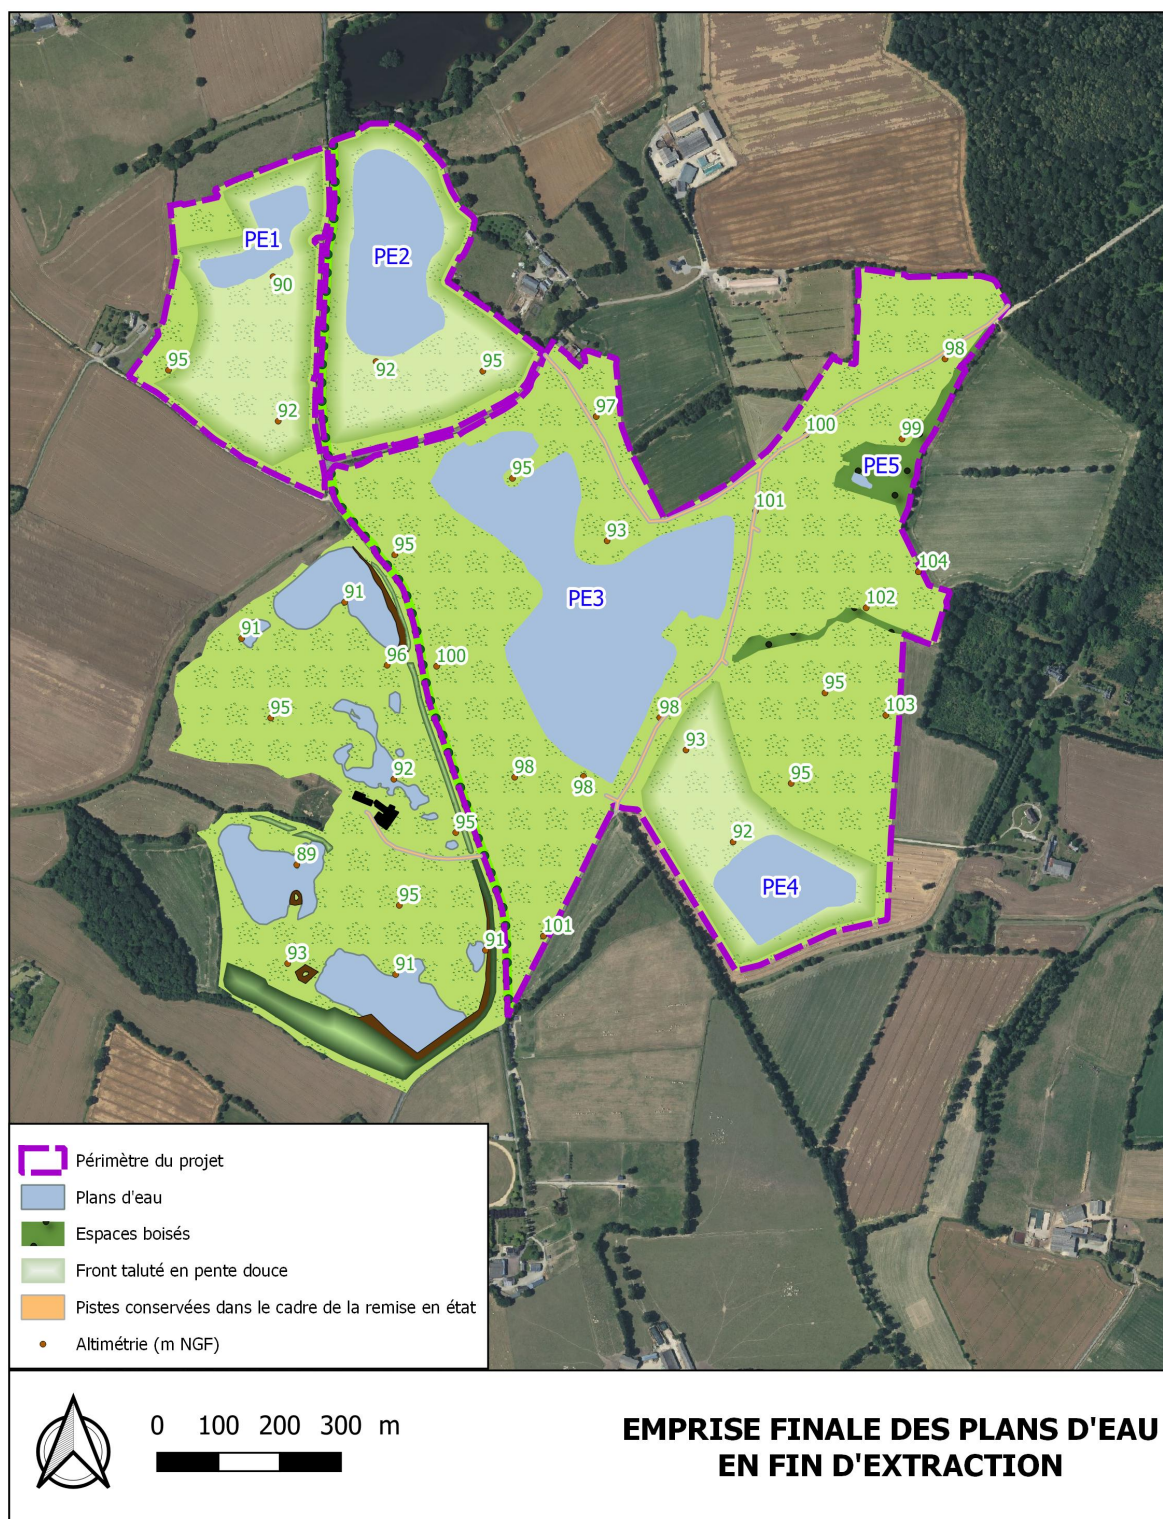 PE1
PE2
90
95
92
92
95
97
98
100
99
PE5
95
101
93
95
104
91
PE3
102
91
96
100
95
95
103
98
93
92
98
98
95
95
92
89
PE4
95
101
91
93
91
Périmètre du projet
Plans d'eau
Espaces boisés
Front taluté en pente douce
Pistes conservées dans le cadre de la remise en état
Altimétrie (m NGF)
0 100 200 300 m
EMPRISE FINALE DES PLANS D'EAU
EN FIN D'EXTRACTION